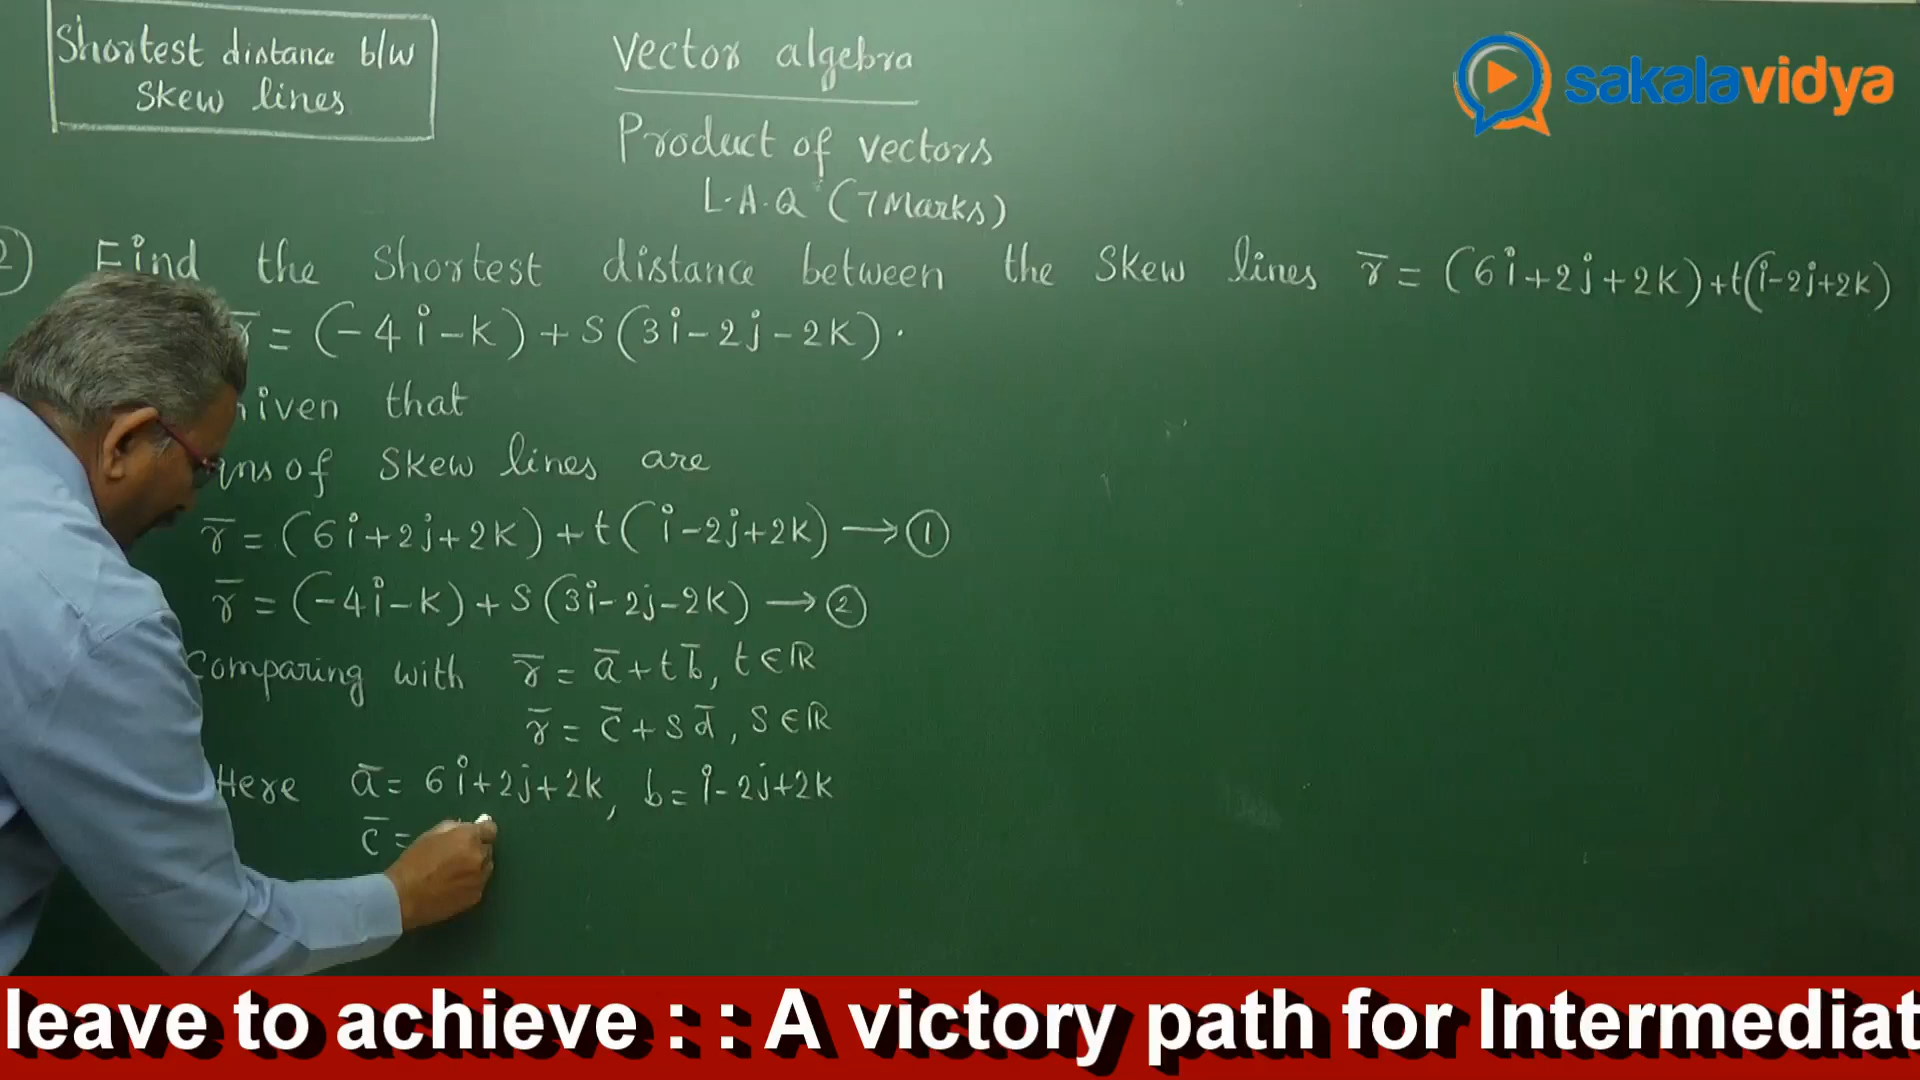 Shortest distance b/w
skew lines
Vector algebra
sakalavidya
Product of vectors
L.A.Q (7 Marks)
2) Find the shortest distance between the skew lines r̅ = (6i+2j+2k)+t(i-2j+2k)
r̅ = (-4i-k)+s(3i-2j-2k).
that
of skew lines are
r̅ = (6i+2j+2k)+t(i-2j+2k) → ①
r̅ = (-4i-k)+s(3i-2j-2k) → ②
Comparing with r̅ = a̅+tb̅, t∈ℝ
r̅ = c̅+sd̅, s∈ℝ
Here a̅ = 6i+2j+2k, b = i-2j+2k
c̅ =
leave to achieve : : A victory path for Intermediat